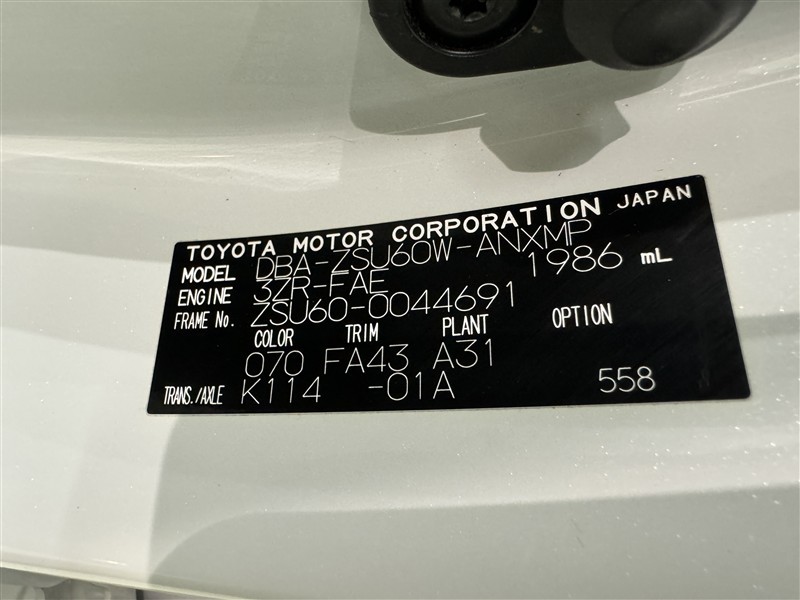 TOYOTA MOTOR CORPORATION JAPAN
MODEL DBA-ZSU60W-ANXMP
ENGINE 3ZR-FAE 1986 mL
FRAME No. ZSU60-0044691
COLOR TRIM PLANT OPTION
070 FA43 A31
TRANS./AXLE K114 -01A 558